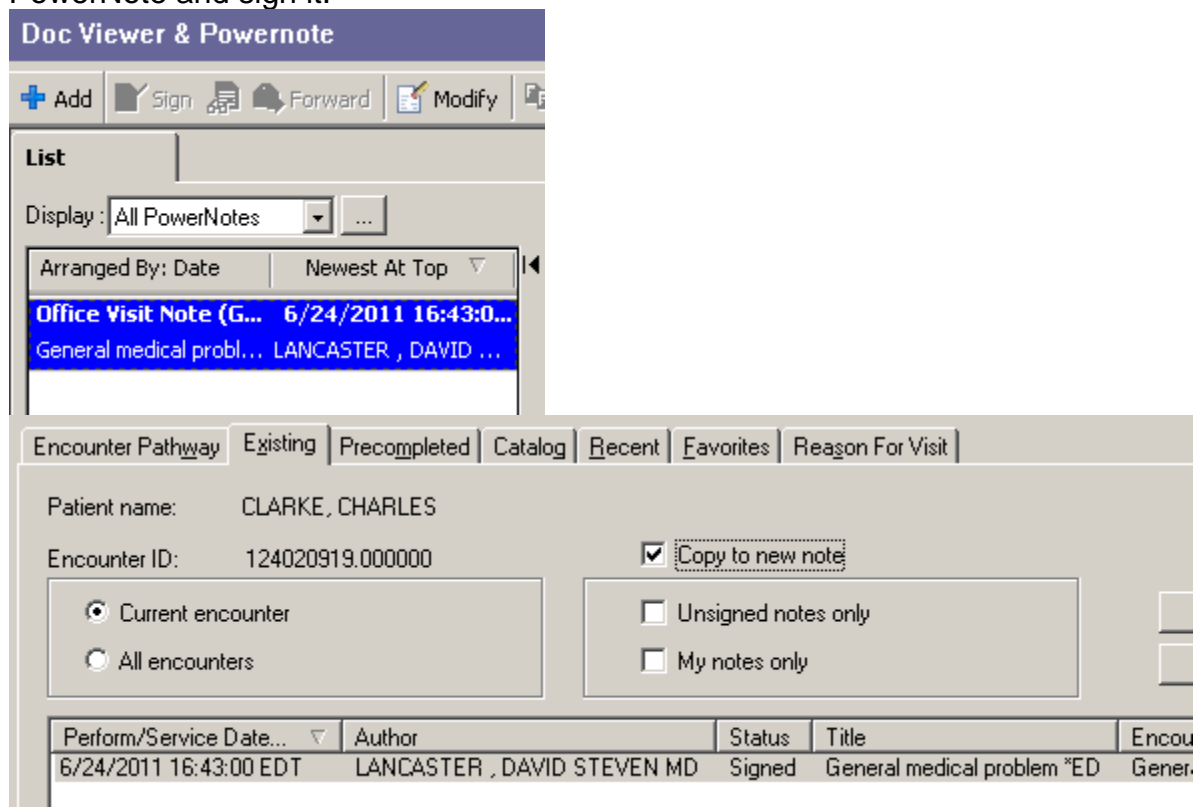 PowerNote and sign it.
Doc Viewer & Powernote
Add Sign Forward Modify
List
Display : All PowerNotes ...
Arranged By: Date Newest At Top
Office Visit Note (G... 6/24/2011 16:43:0...
General medical probl... LANCASTER , DAVID ...
Encounter Pathway Existing Precompleted Catalog Recent Favorites Reason For Visit
Patient name: CLARKE, CHARLES
Encounter ID: 124020919.000000 Copy to new note
Current encounter Unsigned notes only
All encounters My notes only
Perform/Service Date... Author Status Title Encou
6/24/2011 16:43:00 EDT LANCASTER , DAVID STEVEN MD Signed General medical problem *ED Genera